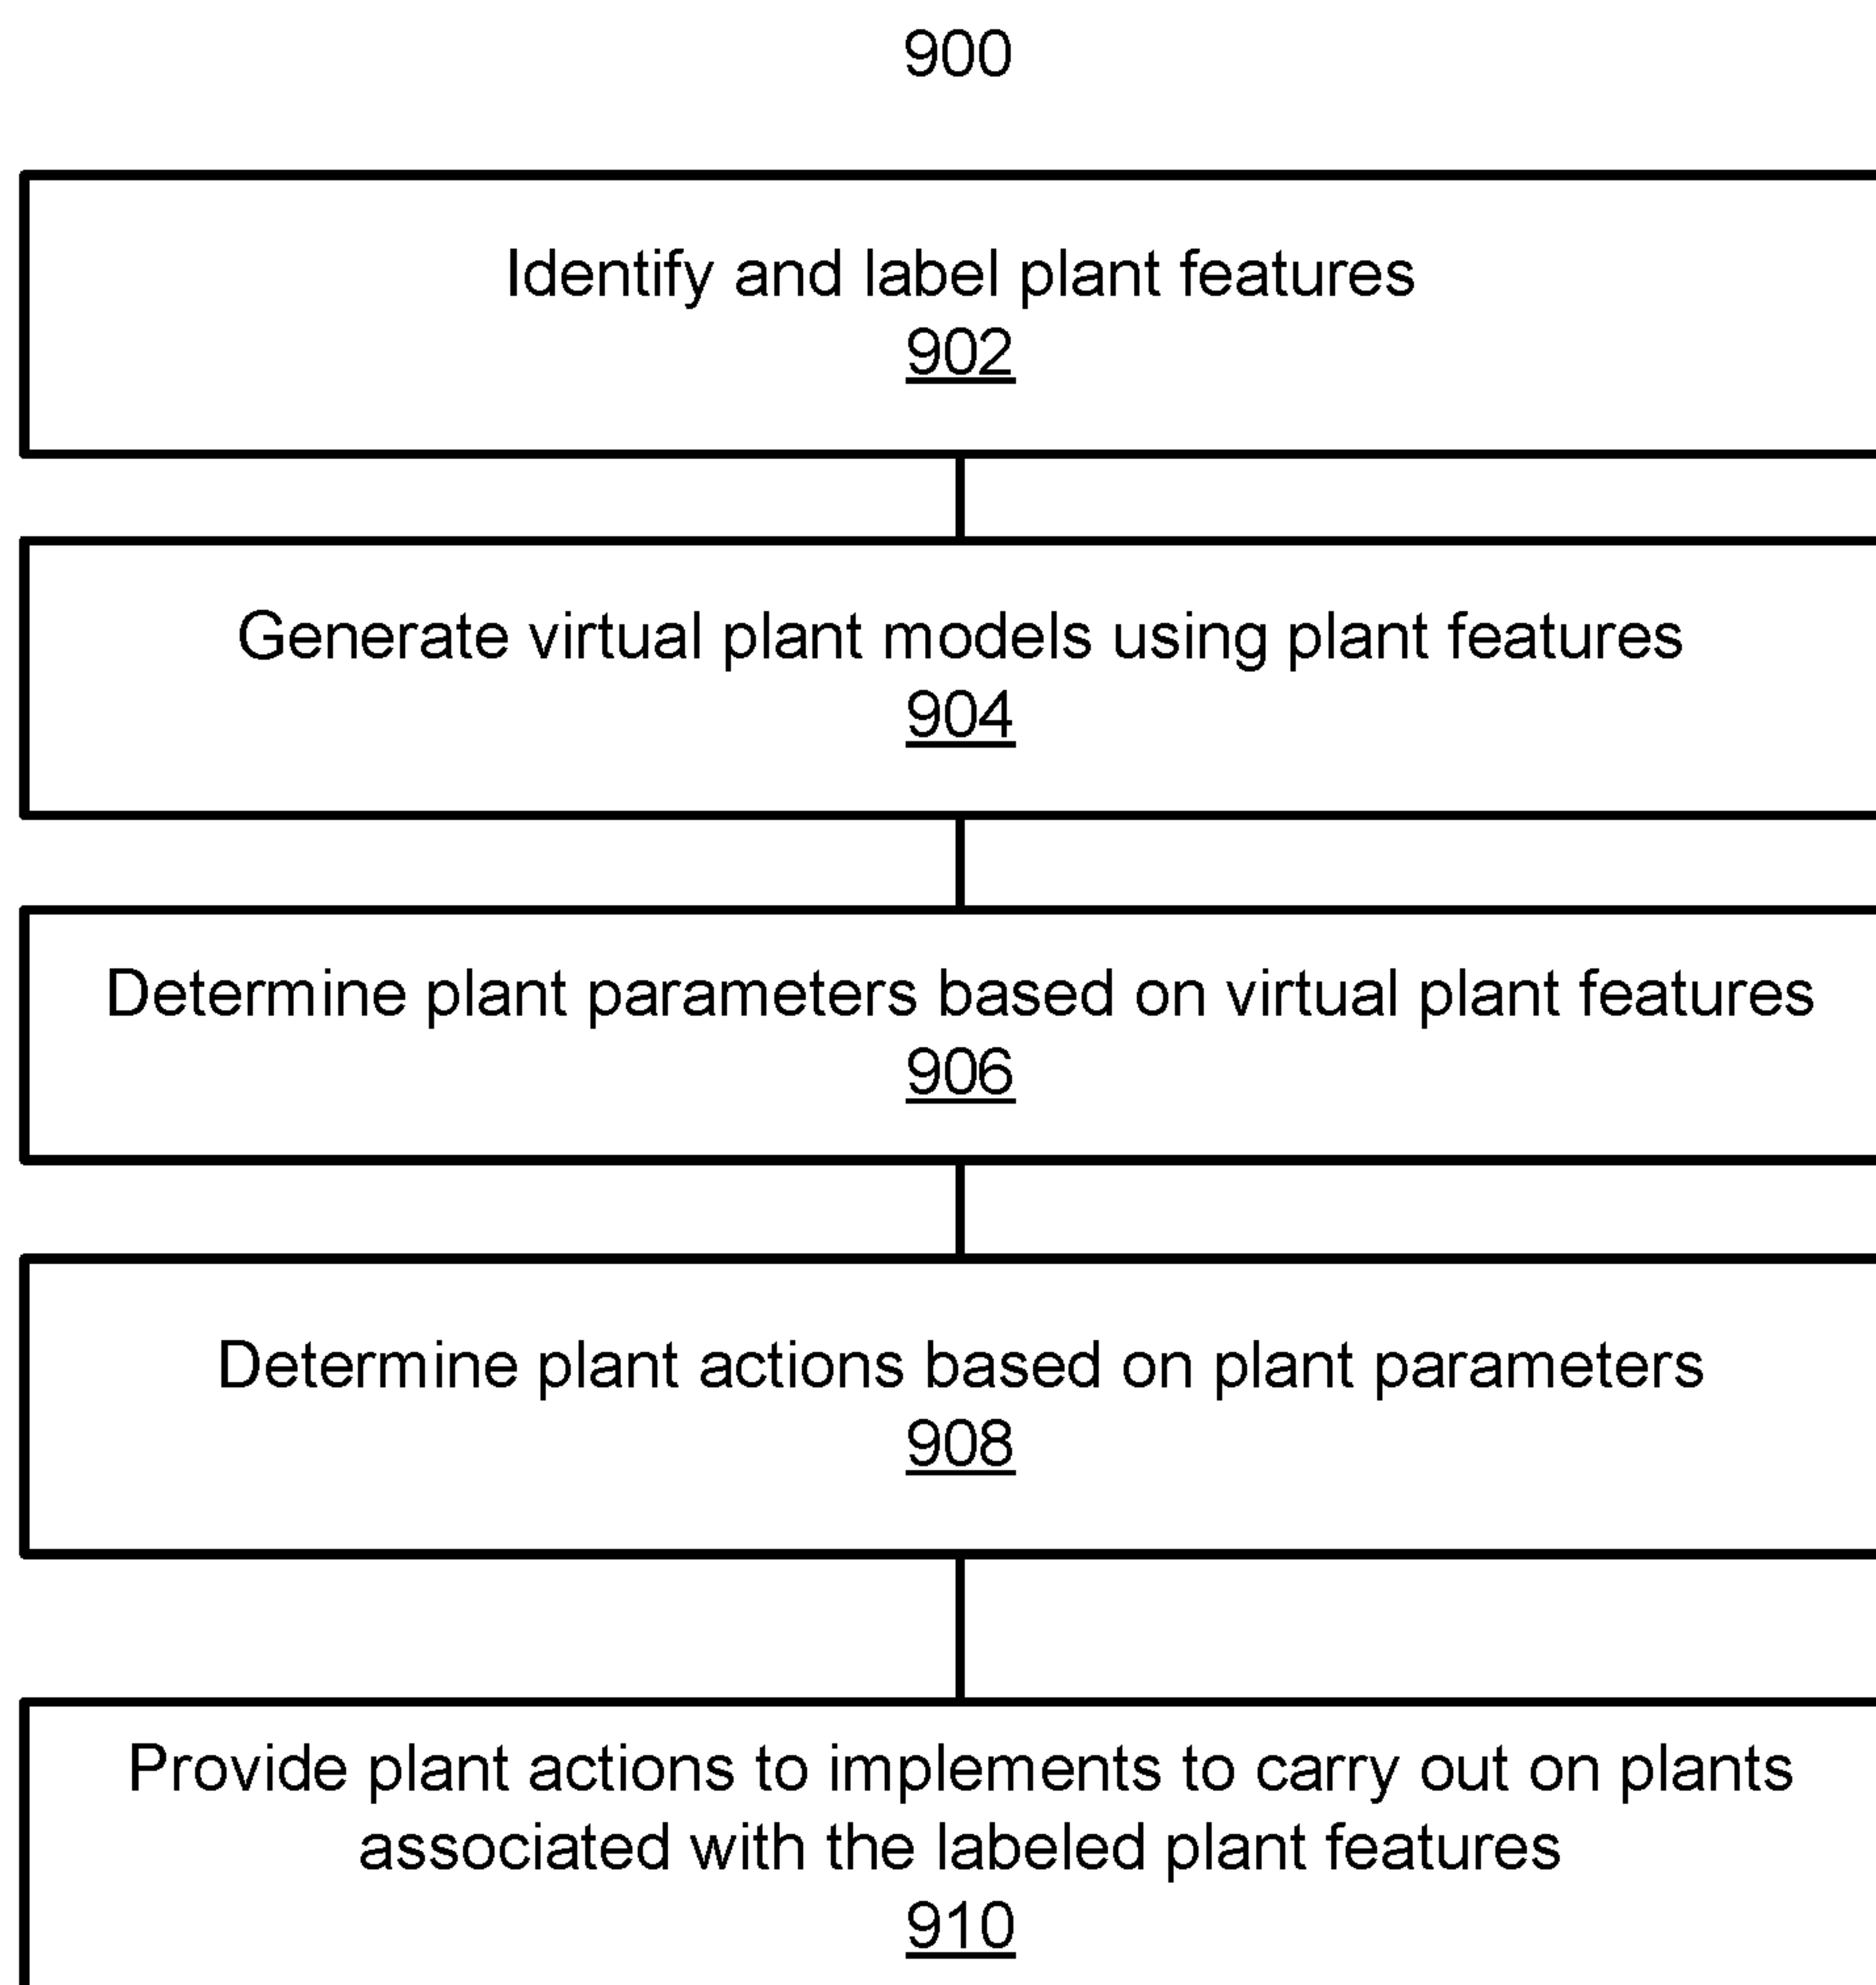 900
Identify and label plant features
902
Generate virtual plant models using plant features
904
Determine plant parameters based on virtual plant features
906
Determine plant actions based on plant parameters
908
Provide plant actions to implements to carry out on plants
associated with the labeled plant features
910